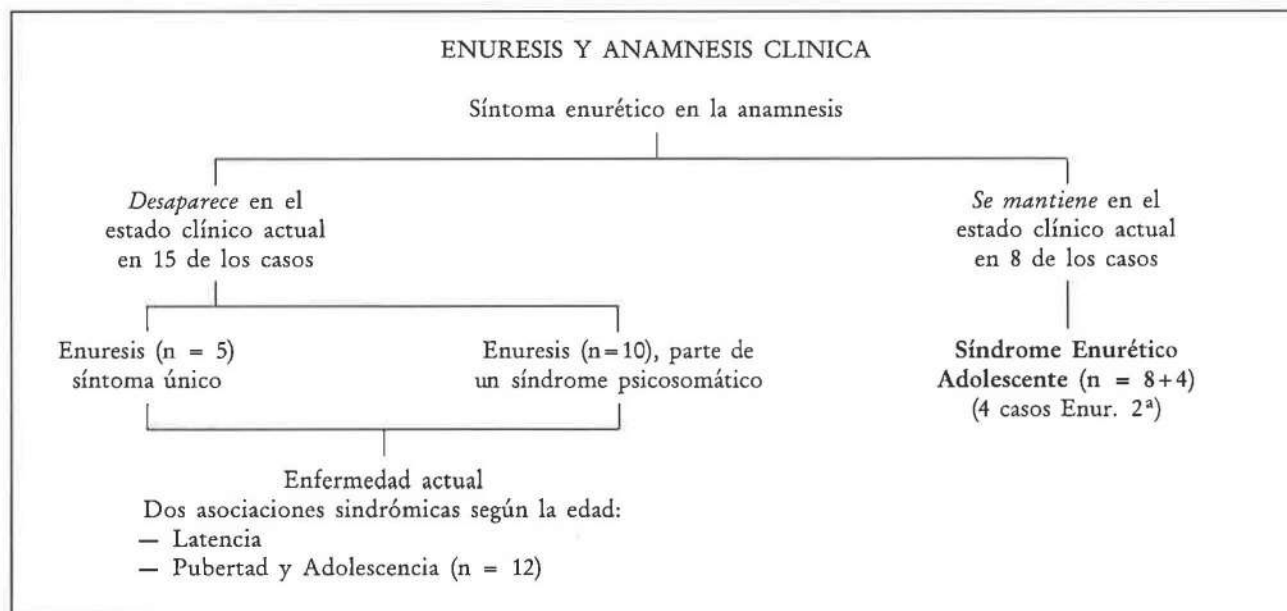 ENURESIS Y ANAMNESIS CLINICA
Síntoma enurético en la anamnesis
Desaparece en el
estado clínico actual
en 15 de los casos
Se mantiene en el
estado clínico actual
en 8 de los casos
Enuresis (n = 5)
síntoma único
Enuresis (n=10), parte de
un síndrome psicosomático
Síndrome Enurético
Adolescente (n = 8+4)
(4 casos Enur. 2ª)
Enfermedad actual
Dos asociaciones sindrómicas según la edad:
— Latencia
— Pubertad y Adolescencia (n = 12)